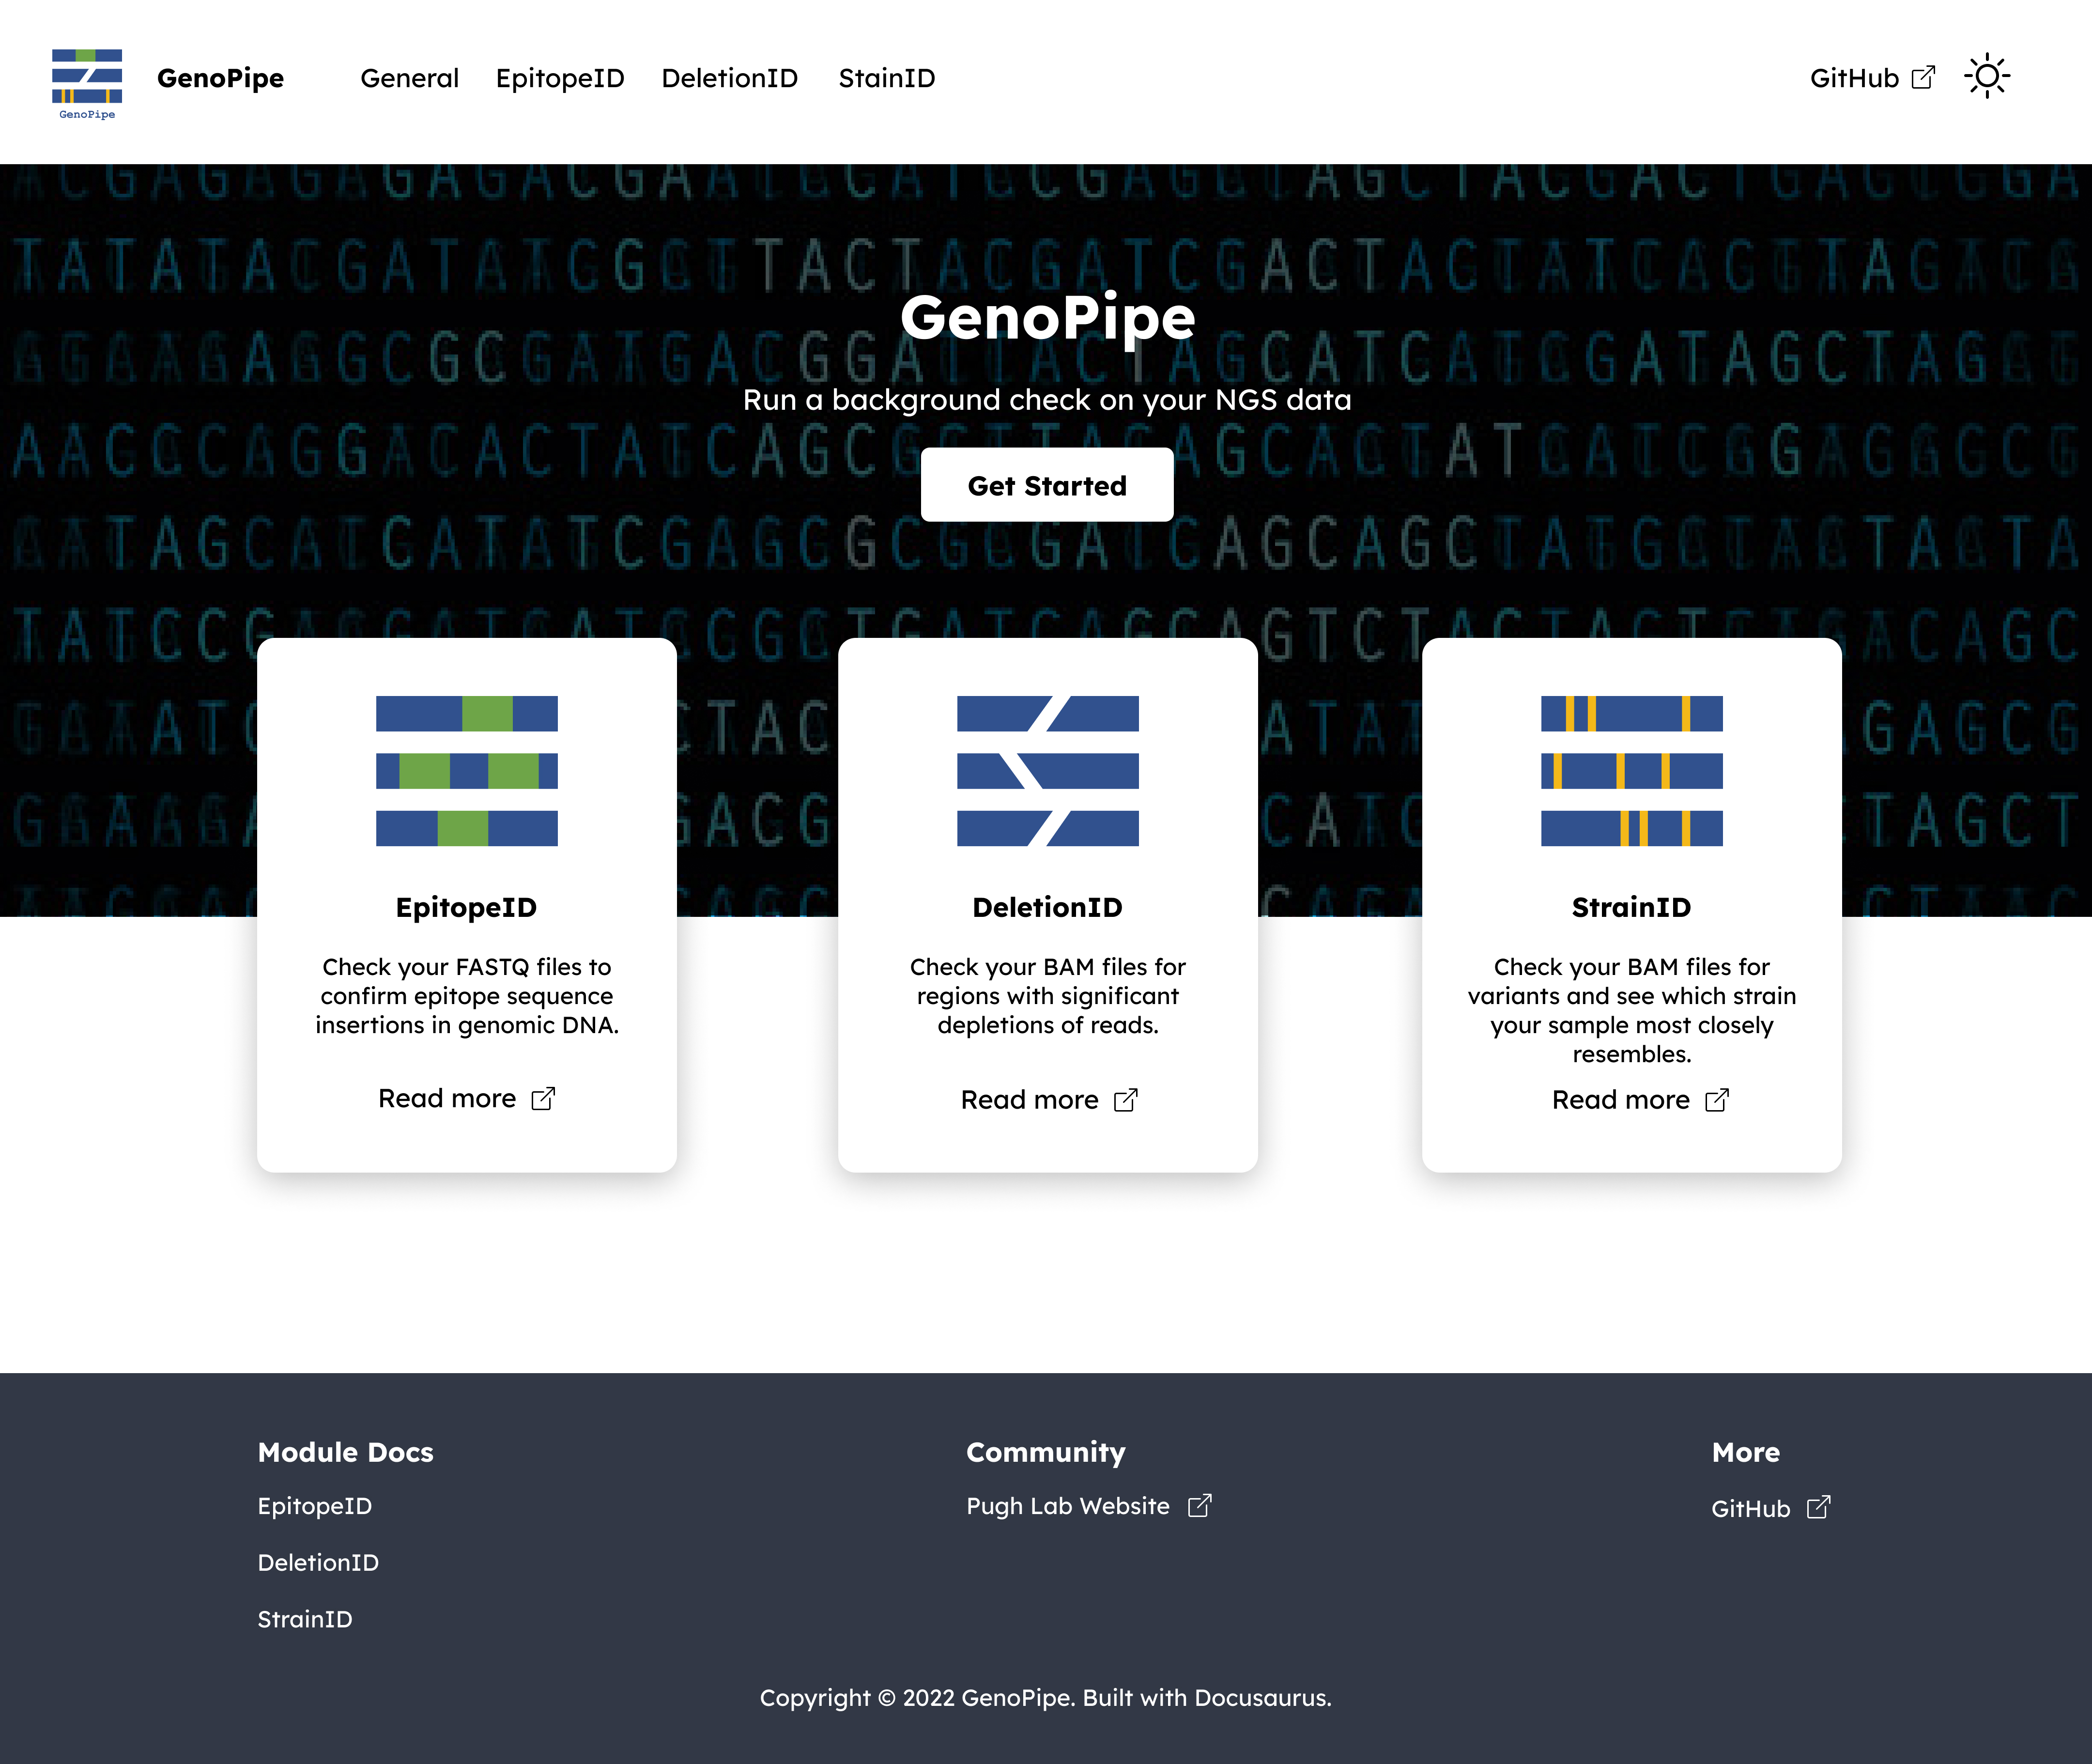 GenoPipe
GenoPipe
General
EpitopeID
DeletionID
StainID
GitHub
GenoPipe
Run a background check on your NGS data
Get Started
EpitopeID
Check your FASTQ files to
confirm epitope sequence
insertions in genomic DNA.
Read more
DeletionID
Check your BAM files for
regions with significant
depletions of reads.
Read more
StrainID
Check your BAM files for
variants and see which strain
your sample most closely
resembles.
Read more
Module Docs
EpitopeID
DeletionID
StrainID
Community
Pugh Lab Website
More
GitHub
Copyright © 2022 GenoPipe. Built with Docusaurus.